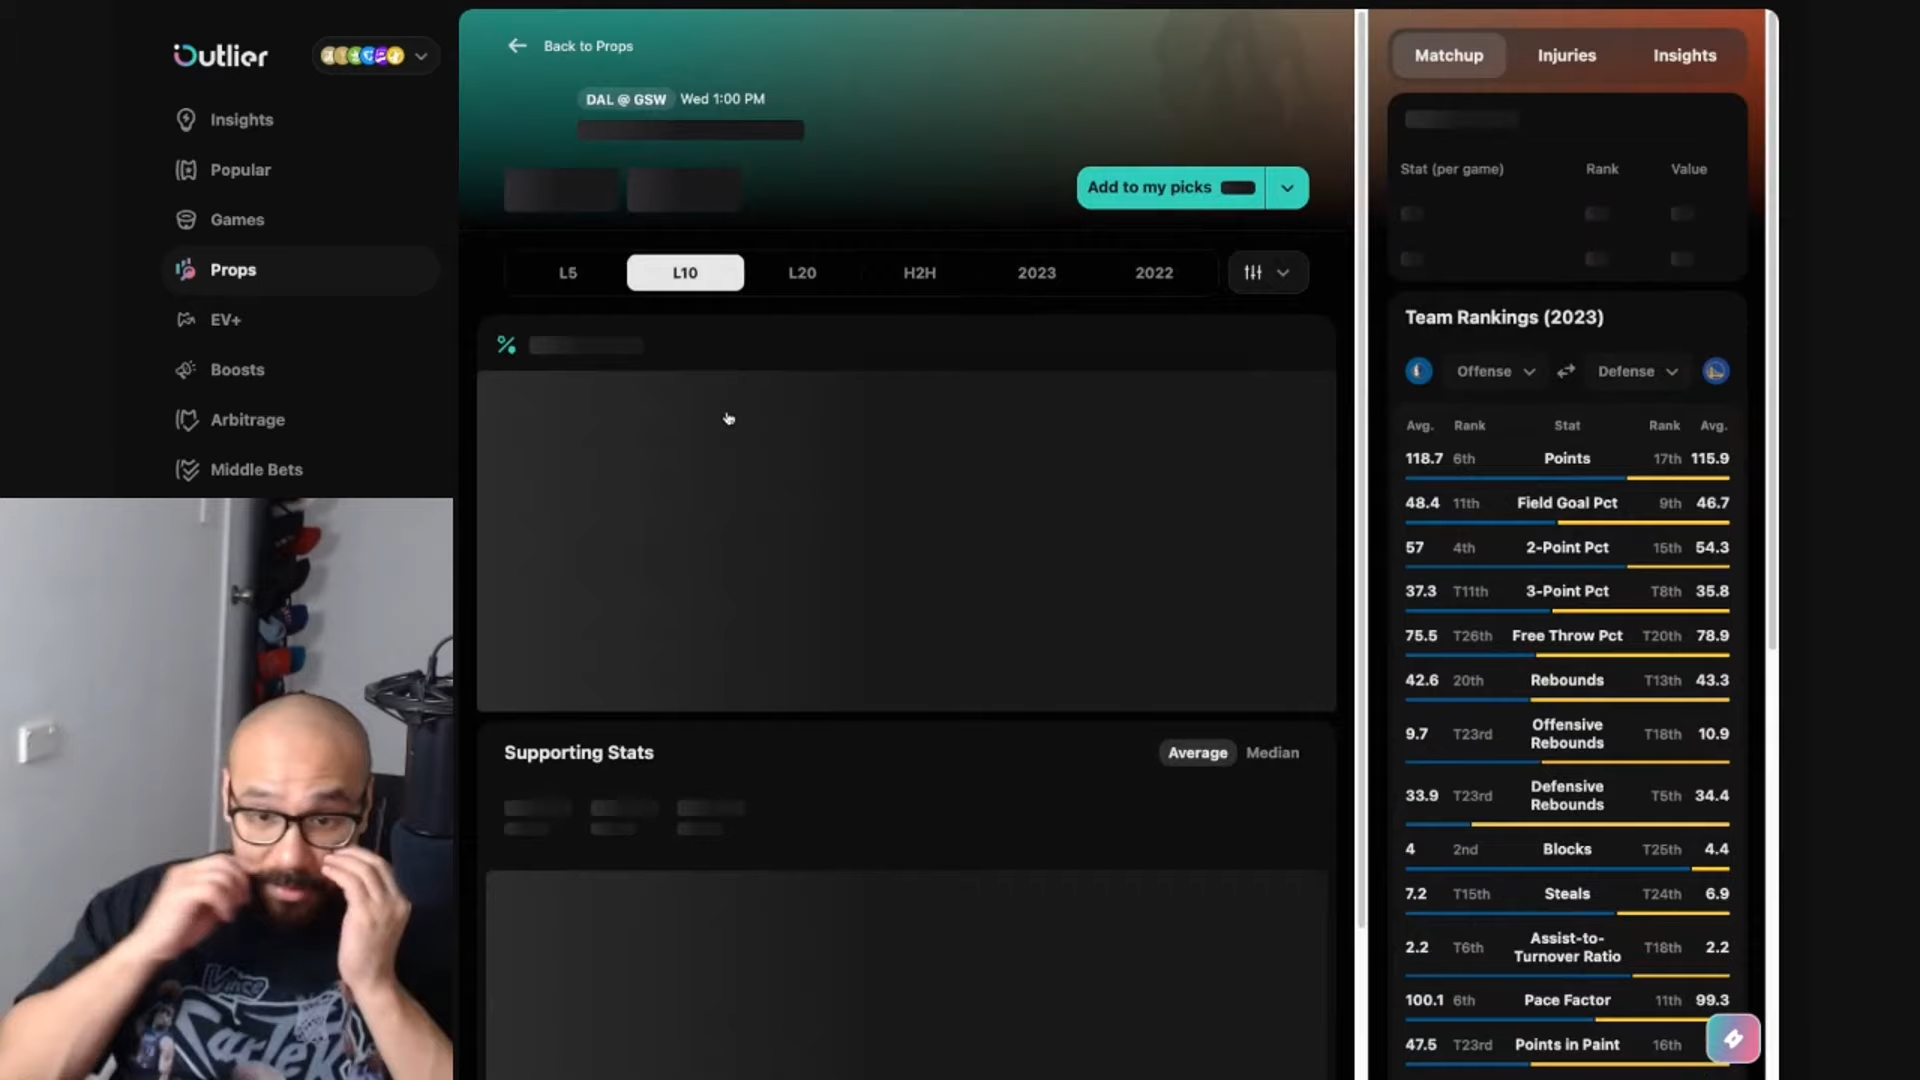 Outlier
Insights
Popular
Games
Props
EV+
Boosts
Arbitrage
Middle Bets
Back to Props
DAL @ GSW Wed 1:00 PM
Add to my picks
L5 L10 L20 H2H 2023 2022
Supporting Stats
Average Median
Matchup Injuries Insights
Stat (per game) Rank Value
Team Rankings (2023)
Offense Defense
Avg. Rank Stat Rank Avg.
118.7 6th Points 17th 115.9
48.4 11th Field Goal Pct 9th 46.7
57 4th 2-Point Pct 15th 54.3
37.3 T11th 3-Point Pct T8th 35.8
75.5 T26th Free Throw Pct T20th 78.9
42.6 20th Rebounds T13th 43.3
9.7 T23rd Offensive Rebounds T18th 10.9
33.9 T23rd Defensive Rebounds T5th 34.4
4 2nd Blocks T25th 4.4
7.2 T15th Steals T24th 6.9
2.2 T6th Assist-to-Turnover Ratio T18th 2.2
100.1 6th Pace Factor 11th 99.3
47.5 T23rd Points in Paint 16th
Vince
Carter